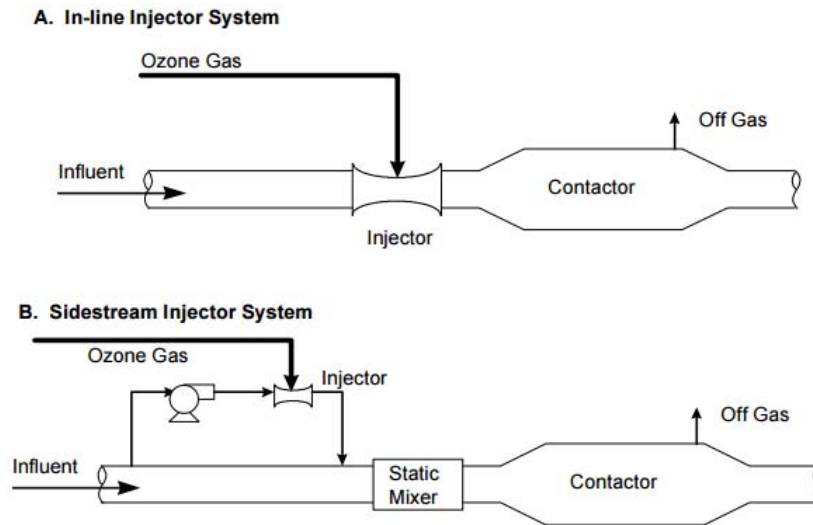 A. In-line Injector System
Ozone Gas
Off Gas
Influent
Contactor
Injector
B. Sidestream Injector System
Ozone Gas
Injector
Off Gas
Influent
Static
Mixer
Contactor